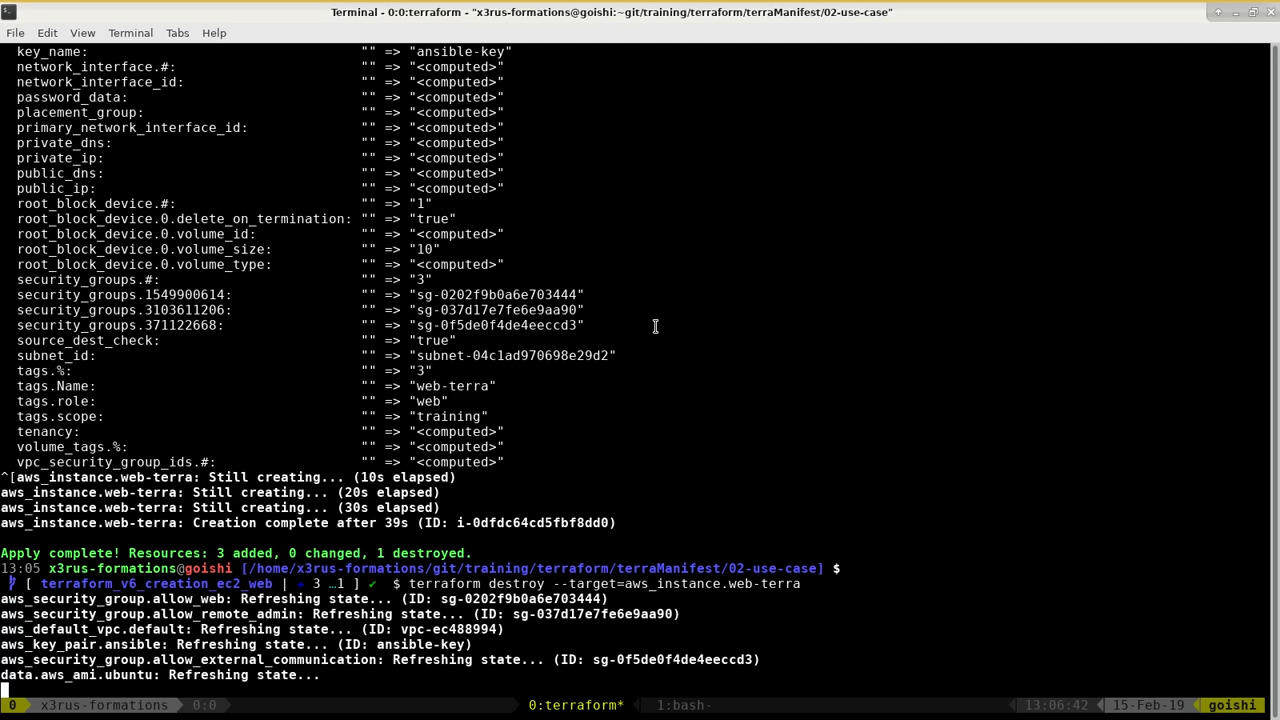 Terminal - 0:0:terraform - "x3rus-formations@goishi:~git/training/terraform/terraManifest/02-use-case"
File Edit View Terminal Tabs Help
key_name: "" => "ansible-key"
network_interface.#: "" => "<computed>"
network_interface_id: "" => "<computed>"
password_data: "" => "<computed>"
placement_group: "" => "<computed>"
primary_network_interface_id: "" => "<computed>"
private_dns: "" => "<computed>"
private_ip: "" => "<computed>"
public_dns: "" => "<computed>"
public_ip: "" => "<computed>"
root_block_device.#: "" => "1"
root_block_device.0.delete_on_termination: "" => "true"
root_block_device.0.volume_id: "" => "<computed>"
root_block_device.0.volume_size: "" => "10"
root_block_device.0.volume_type: "" => "<computed>"
security_groups.#: "" => "3"
security_groups.1549900614: "" => "sg-0202f9b0a6e703444"
security_groups.3103611206: "" => "sg-037d17e7fe6e9aa90"
security_groups.371122668: "" => "sg-0f5de0f4de4eeccd3"
source_dest_check: "" => "true"
subnet_id: "" => "subnet-04c1ad970698e29d2"
tags.%: "" => "3"
tags.Name: "" => "web-terra"
tags.role: "" => "web"
tags.scope: "" => "training"
tenancy: "" => "<computed>"
volume_tags.%: "" => "<computed>"
vpc_security_group_ids.#: "" => "<computed>"
^[aws_instance.web-terra: Still creating... (10s elapsed)
aws_instance.web-terra: Still creating... (20s elapsed)
aws_instance.web-terra: Still creating... (30s elapsed)
aws_instance.web-terra: Creation complete after 39s (ID: i-0dfdc64cd5fbf8dd0)
Apply complete! Resources: 3 added, 0 changed, 1 destroyed.
13:05 x3rus-formations@goishi [/home/x3rus-formations/git/training/terraform/terraManifest/02-use-case] $
[ terraform_v6_creation_ec2_web | 3 …1 ] ✔ $ terraform destroy --target=aws_instance.web-terra
aws_security_group.allow_web: Refreshing state... (ID: sg-0202f9b0a6e703444)
aws_security_group.allow_remote_admin: Refreshing state... (ID: sg-037d17e7fe6e9aa90)
aws_default_vpc.default: Refreshing state... (ID: vpc-ec488994)
aws_key_pair.ansible: Refreshing state... (ID: ansible-key)
aws_security_group.allow_external_communication: Refreshing state... (ID: sg-0f5de0f4de4eeccd3)
data.aws_ami.ubuntu: Refreshing state...
0 x3rus-formations 0:0 0:terraform* 1:bash- 13:06:42 15-Feb-19 goishi